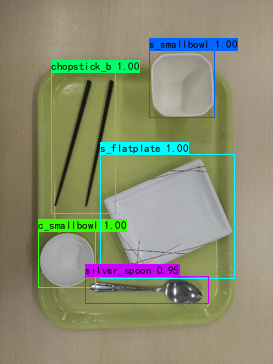 s_smallbowl 1.00
chopstick_b 1.00
s_flatplate 1.00
c_smallbowl 1.00
silver_spoon 0.95